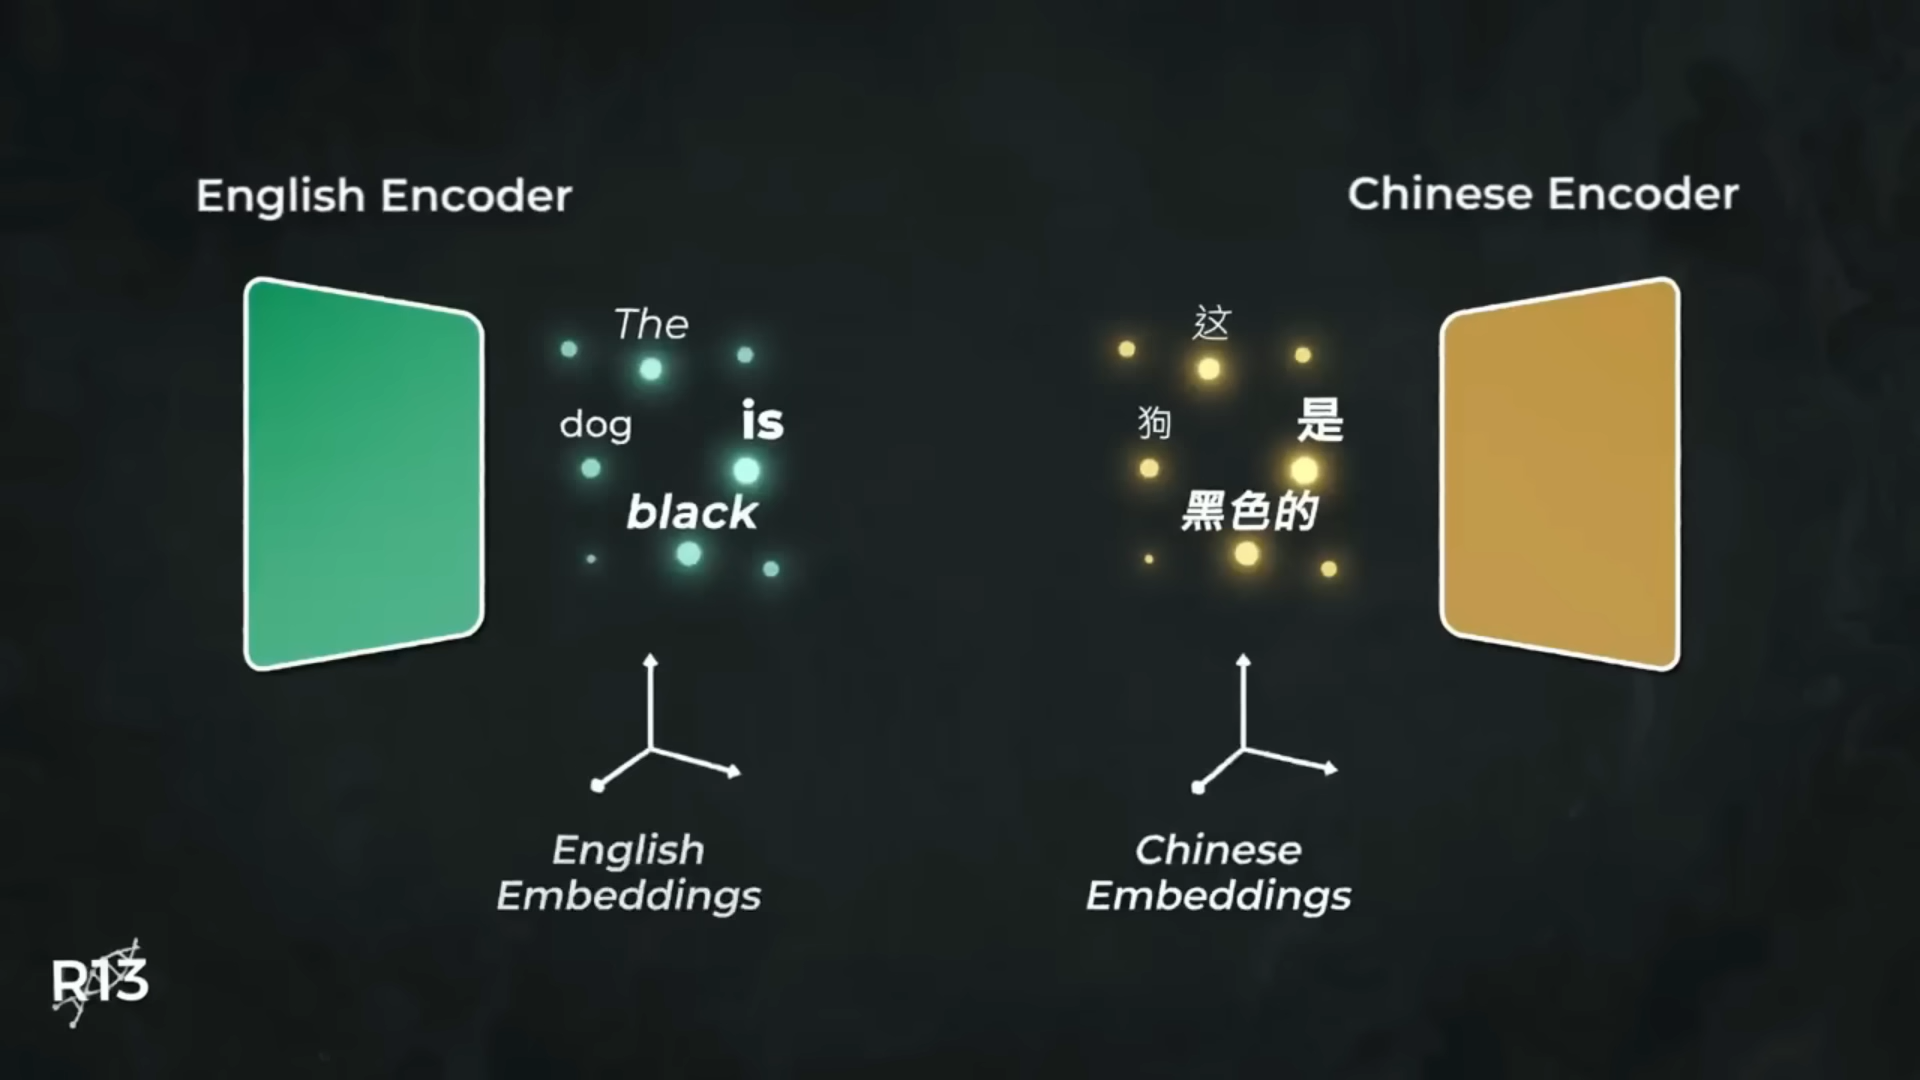 English Encoder
Chinese Encoder
The
dog
is
black
这
狗
是
黑色的
English
Embeddings
Chinese
Embeddings
R13